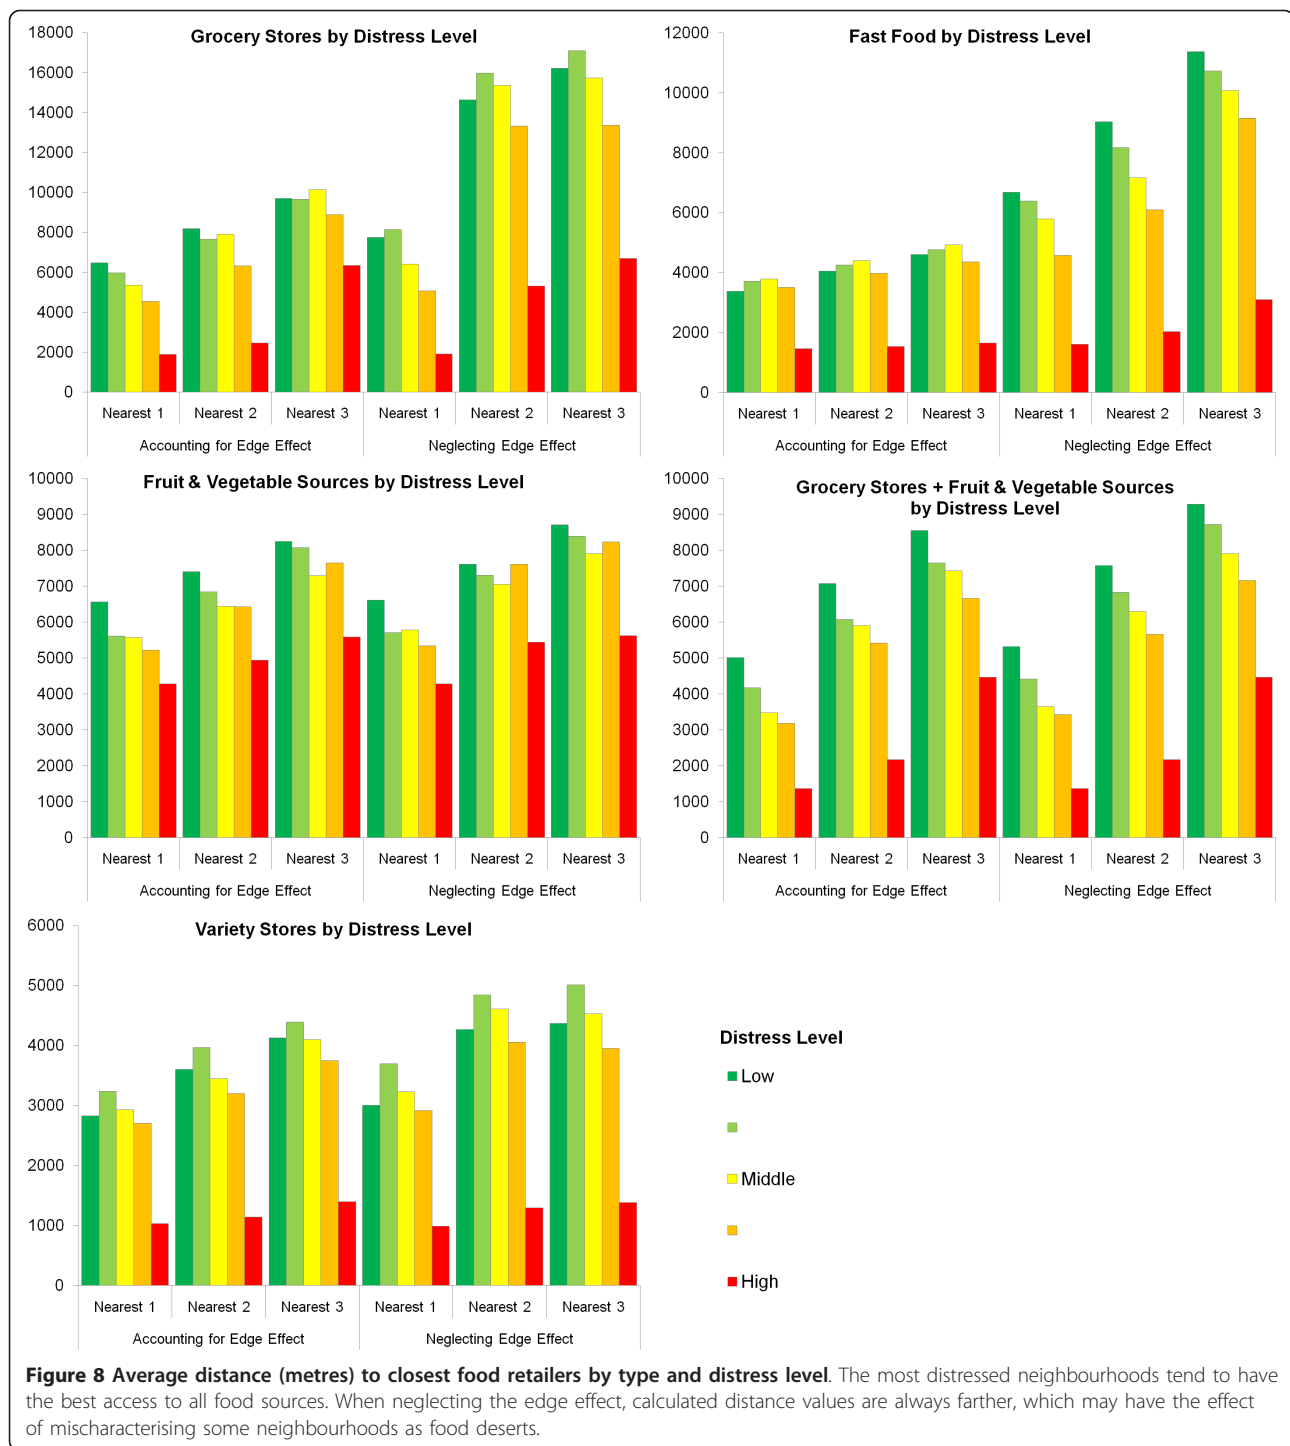 Grocery Stores by Distress Level
18000
16000
14000
12000
10000
8000
6000
4000
2000
0
Nearest 1 Nearest 2 Nearest 3 Nearest 1 Nearest 2 Nearest 3
Accounting for Edge Effect Neglecting Edge Effect
Fast Food by Distress Level
12000
10000
8000
6000
4000
2000
0
Nearest 1 Nearest 2 Nearest 3 Nearest 1 Nearest 2 Nearest 3
Accounting for Edge Effect Neglecting Edge Effect
Fruit & Vegetable Sources by Distress Level
10000
9000
8000
7000
6000
5000
4000
3000
2000
1000
0
Nearest 1 Nearest 2 Nearest 3 Nearest 1 Nearest 2 Nearest 3
Accounting for Edge Effect Neglecting Edge Effect
Grocery Stores + Fruit & Vegetable Sources
by Distress Level
10000
9000
8000
7000
6000
5000
4000
3000
2000
1000
0
Nearest 1 Nearest 2 Nearest 3 Nearest 1 Nearest 2 Nearest 3
Accounting for Edge Effect Neglecting Edge Effect
Variety Stores by Distress Level
6000
5000
4000
3000
2000
1000
0
Nearest 1 Nearest 2 Nearest 3 Nearest 1 Nearest 2 Nearest 3
Accounting for Edge Effect Neglecting Edge Effect
Distress Level
Low
Middle
High
Figure 8 Average distance (metres) to closest food retailers by type and distress level. The most distressed neighbourhoods tend to have
the best access to all food sources. When neglecting the edge effect, calculated distance values are always farther, which may have the effect
of mischaracterising some neighbourhoods as food deserts.